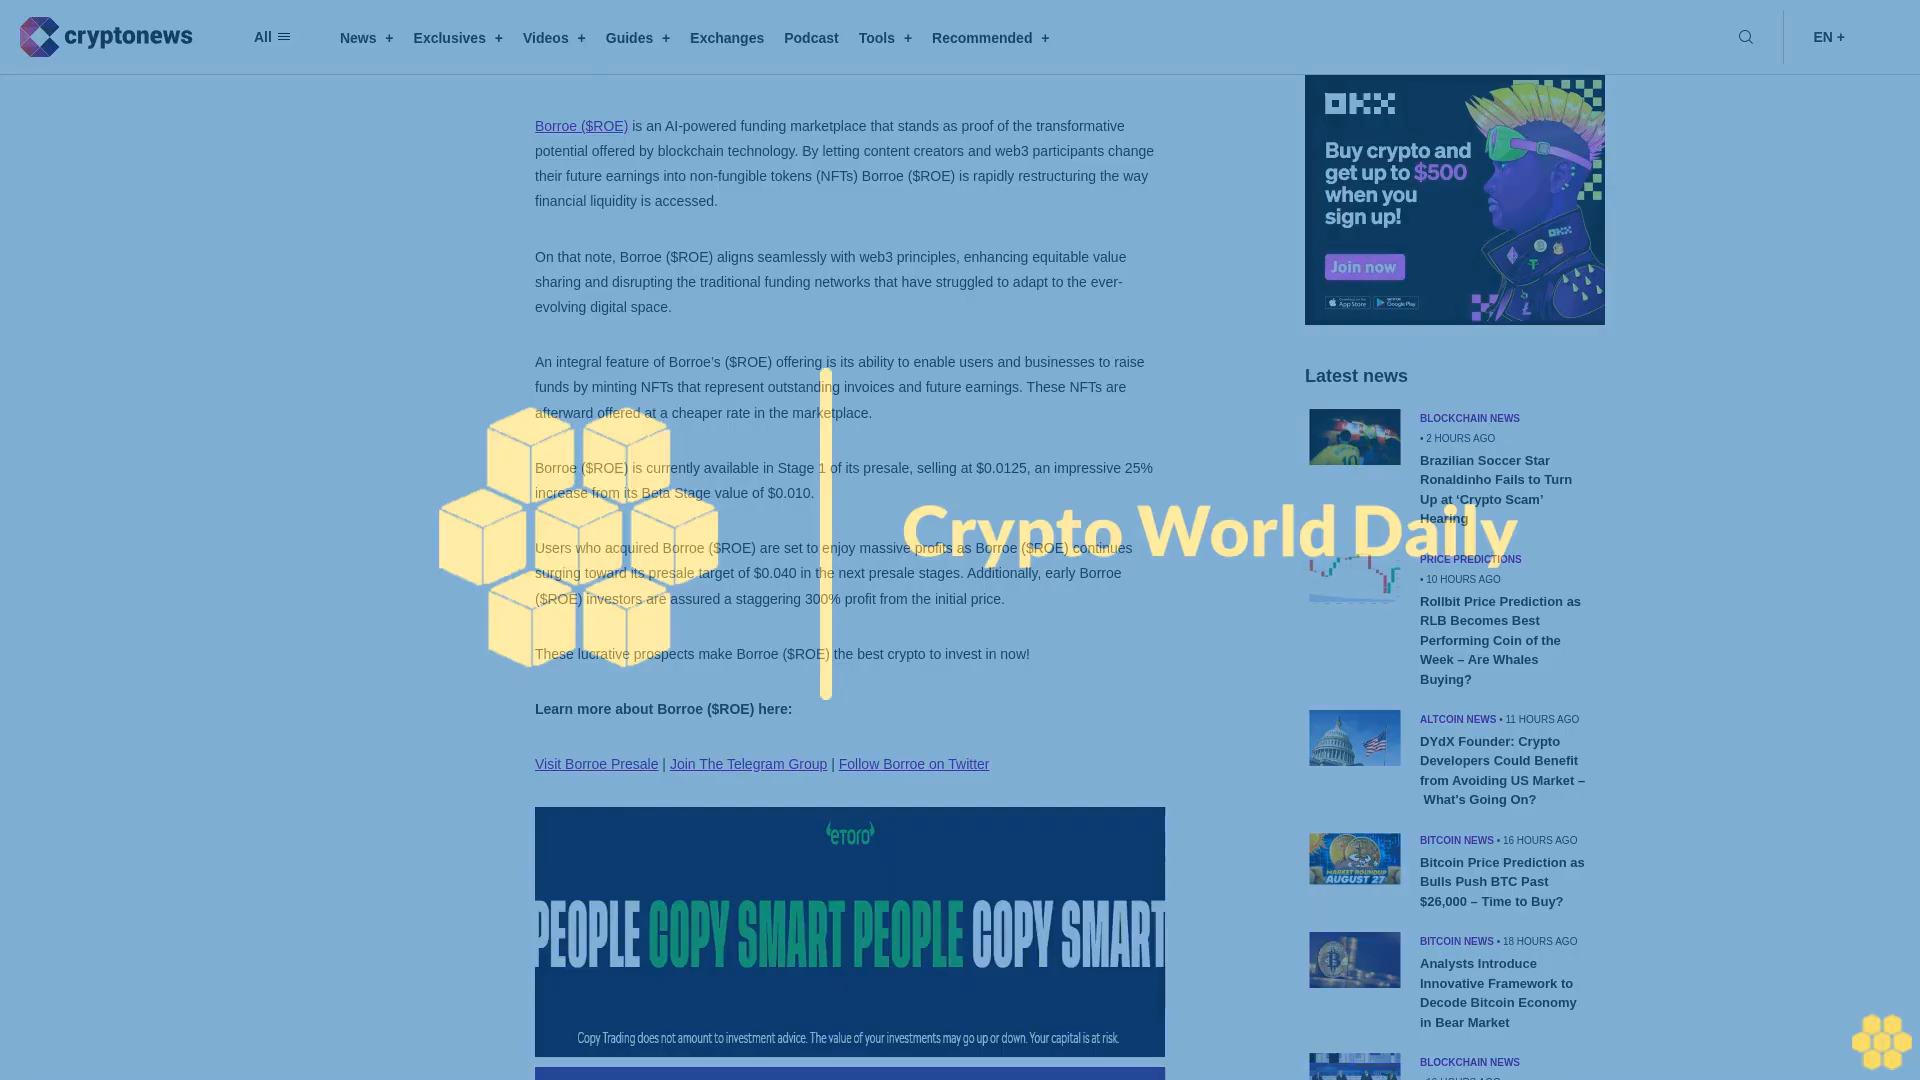 cryptonews
All
News +
Exclusives +
Videos +
Guides +
Exchanges
Podcast
Tools +
Recommended +
EN +
Borroe ($ROE) is an AI-powered funding marketplace that stands as proof of the transformative
potential offered by blockchain technology. By letting content creators and web3 participants change
their future earnings into non-fungible tokens (NFTs) Borroe ($ROE) is rapidly restructuring the way
financial liquidity is accessed.
On that note, Borroe ($ROE) aligns seamlessly with web3 principles, enhancing equitable value
sharing and disrupting the traditional funding networks that have struggled to adapt to the ever-
evolving digital space.
An integral feature of Borroe’s ($ROE) offering is its ability to enable users and businesses to raise
funds by minting NFTs that represent outstanding invoices and future earnings. These NFTs are
afterward offered at a cheaper rate in the marketplace.
Borroe ($ROE) is currently available in Stage 1 of its presale, selling at $0.0125, an impressive 25%
increase from its Beta Stage value of $0.010.
Users who acquired Borroe ($ROE) are set to enjoy massive profits as Borroe ($ROE) continues
surging toward its presale target of $0.040 in the next presale stages. Additionally, early Borroe
($ROE) investors are assured a staggering 300% profit from the initial price.
These lucrative prospects make Borroe ($ROE) the best crypto to invest in now!
Learn more about Borroe ($ROE) here:
Visit Borroe Presale | Join The Telegram Group | Follow Borroe on Twitter
eToro
PEOPLE COPY SMART PEOPLE COPY SMART
Copy Trading does not amount to investment advice. The value of your investments may go up or down. Your capital is at risk.
Crypto World Daily
OKX
Buy crypto and
get up to $500
when you
sign up!
Join now
App Store
Google Play
Latest news
BLOCKCHAIN NEWS
• 2 HOURS AGO
Brazilian Soccer Star
Ronaldinho Fails to Turn
Up at ‘Crypto Scam’
Hearing
PRICE PREDICTIONS
• 10 HOURS AGO
Rollbit Price Prediction as
RLB Becomes Best
Performing Coin of the
Week – Are Whales
Buying?
ALTCOIN NEWS • 11 HOURS AGO
DYdX Founder: Crypto
Developers Could Benefit
from Avoiding US Market –
What's Going On?
MARKET ROUNDUP
AUGUST 27
BITCOIN NEWS • 16 HOURS AGO
Bitcoin Price Prediction as
Bulls Push BTC Past
$26,000 – Time to Buy?
BITCOIN NEWS • 18 HOURS AGO
Analysts Introduce
Innovative Framework to
Decode Bitcoin Economy
in Bear Market
BLOCKCHAIN NEWS